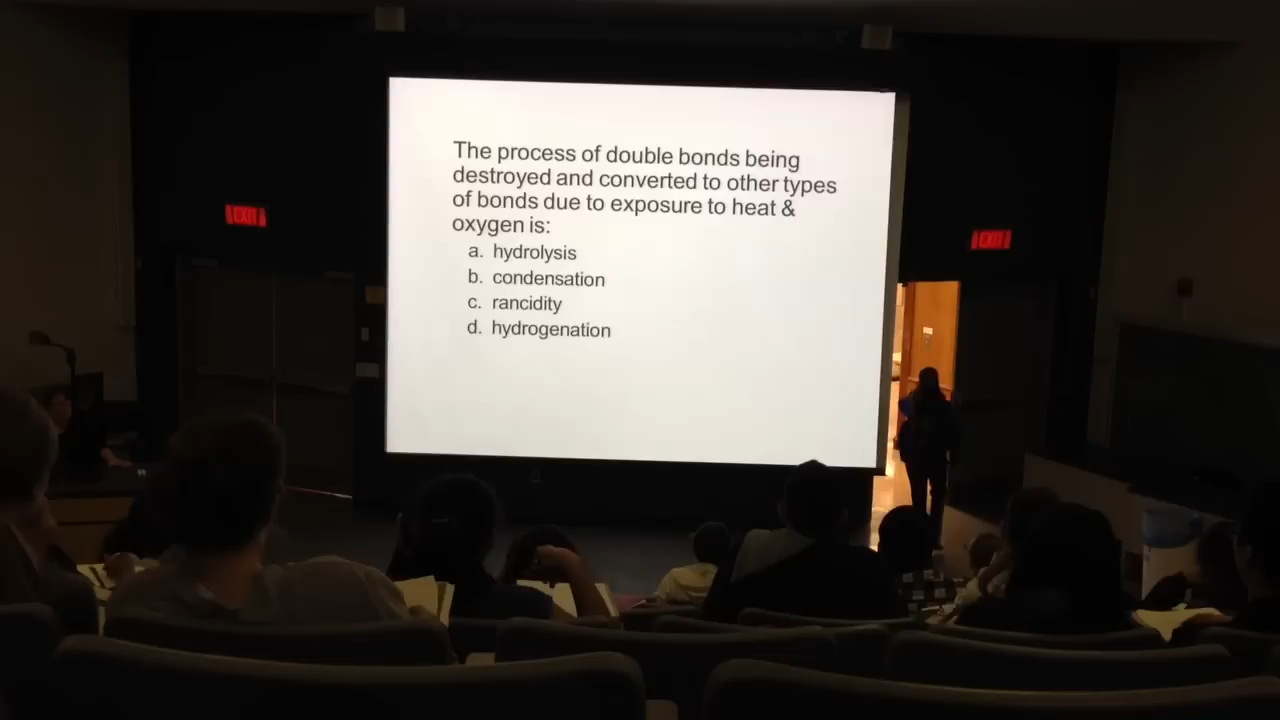 The process of double bonds being
destroyed and converted to other types
of bonds due to exposure to heat &
oxygen is:
a. hydrolysis
b. condensation
c. rancidity
d. hydrogenation
EXIT
EXIT